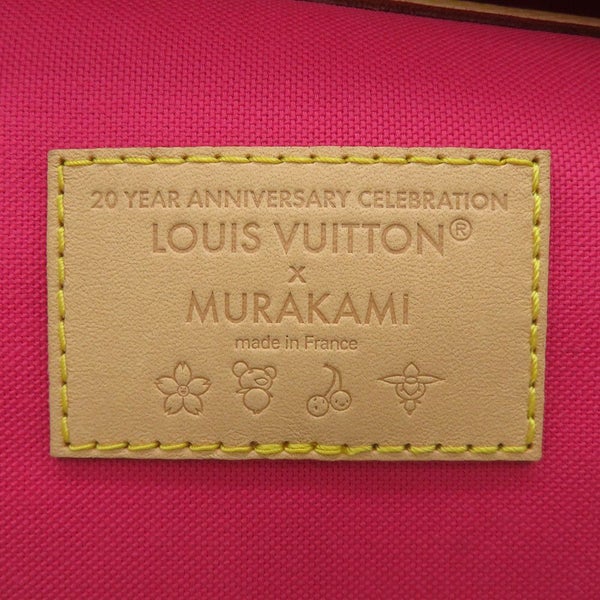 20 YEAR ANNIVERSARY CELEBRATION
LOUIS VUITTON®
x
MURAKAMI
made in France